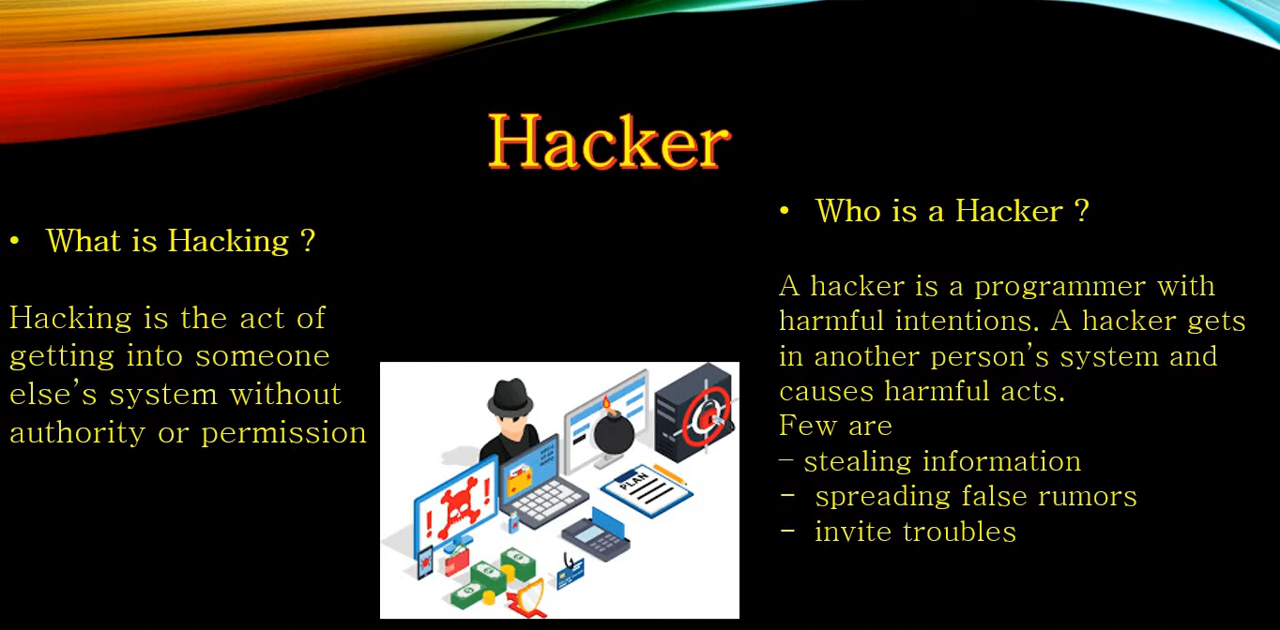 Hacker
• What is Hacking ?
Hacking is the act of
getting into someone
else’s system without
authority or permission
PLAN
• Who is a Hacker ?
A hacker is a programmer with
harmful intentions. A hacker gets
in another person’s system and
causes harmful acts.
Few are
– stealing information
- spreading false rumors
- invite troubles